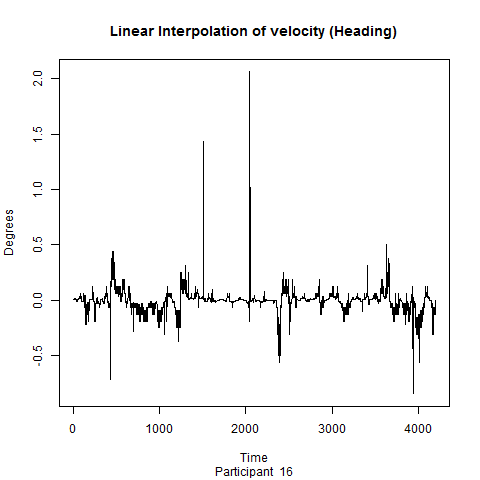 Linear Interpolation of velocity (Heading)
Degrees
2.0
1.5
1.0
0.5
0.0
-0.5
0
1000
2000
3000
4000
Time
Participant 16